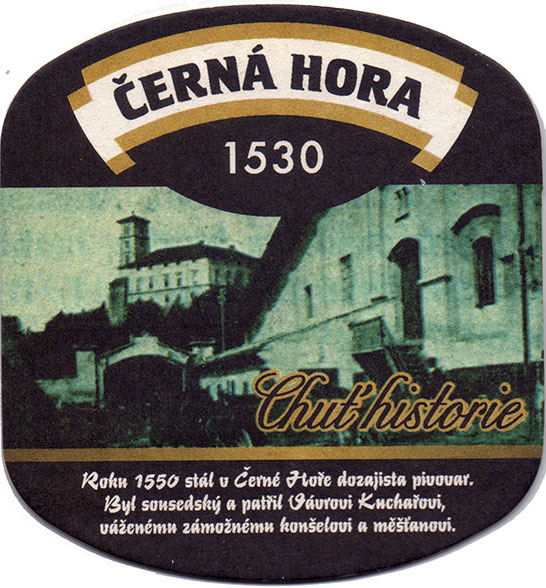 ČERNÁ HORA
1530
Chuť historie
Roku 1550 stál v Černé Hoře dozajista pivovar.
Byl sousedský a patřil Vávrovi Kuchařovi,
váženému zámožnému konšelovi a měšťanovi.